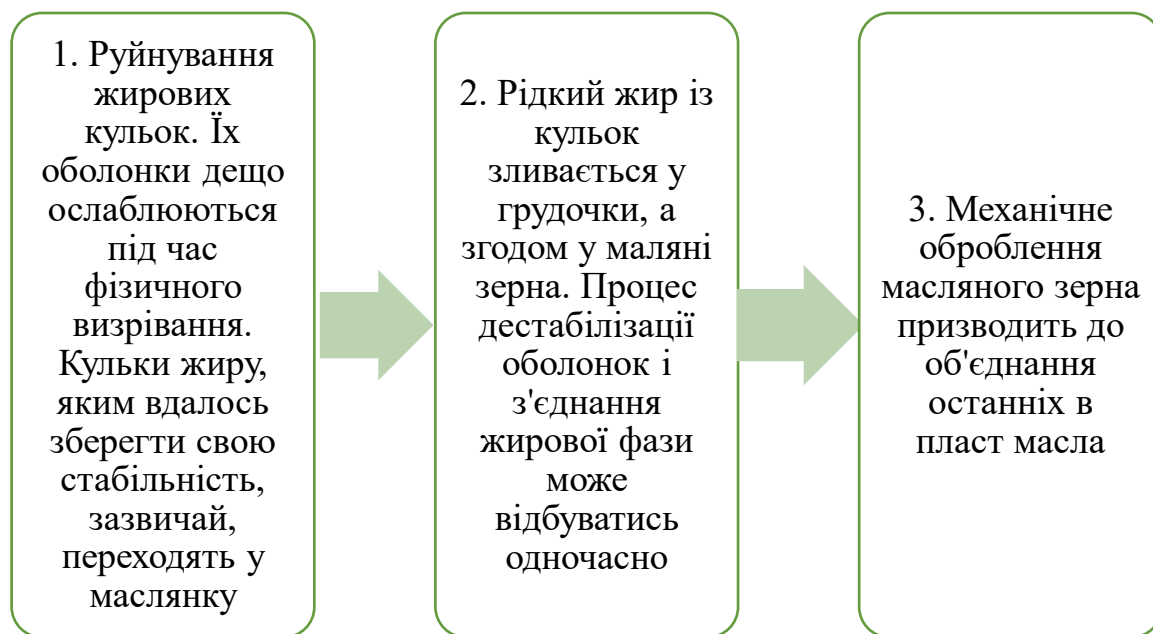 1. Руйнування
жирових
кульок. Їх
оболонки дещо
ослаблюються
під час
фізичного
визрівання.
Кульки жиру,
яким вдалось
зберегти свою
стабільність,
зазвичай,
переходять у
маслянку
2. Рідкий жир із
кульок
зливається у
грудочки, а
згодом у маляні
зерна. Процес
дестабілізації
оболонок і
з'єднання
жирової фази
може
відбуватись
одночасно
3. Механічне
оброблення
масляного зерна
призводить до
об'єднання
останніх в
пласт масла